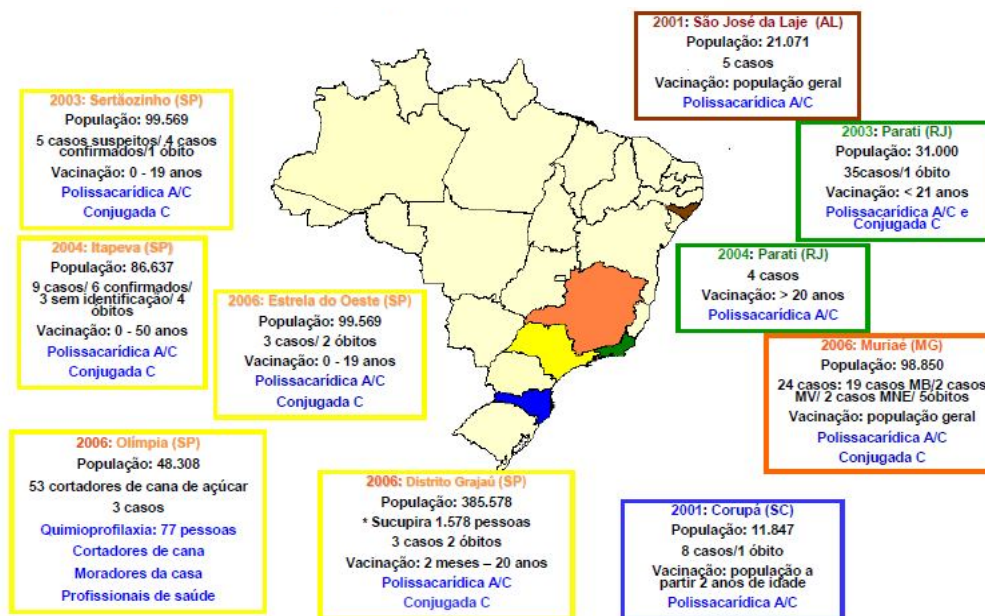 2001: São José da Laje (AL)
População: 21.071
5 casos
Vacinação: população geral
Polissacarídica A/C
2003: Sertãozinho (SP)
População: 99.569
5 casos suspeitos/ 4 casos
confirmados/1 óbito
Vacinação: 0 - 19 anos
Polissacarídica A/C
Conjugada C
2003: Parati (RJ)
População: 31.000
35casos/1 óbito
Vacinação: < 21 anos
Polissacarídica A/C e
Conjugada C
2004: Itapeva (SP)
População: 86.637
9 casos/ 6 confirmados/
3 sem identificação/ 4
óbitos
Vacinação: 0 - 50 anos
Polissacarídica A/C
Conjugada C
2004: Parati (RJ)
4 casos
Vacinação: > 20 anos
Polissacarídica A/C
2006: Estrela do Oeste (SP)
População: 99.569
3 casos/ 2 óbitos
Vacinação: 0 - 19 anos
Polissacarídica A/C
Conjugada C
2006: Muriaé (MG)
População: 98.850
24 casos: 19 casos MB/2 casos
MV/ 2 casos MNE/ 5óbitos
Vacinação: população geral
Polissacarídica A/C
Conjugada C
2006: Olímpia (SP)
População: 48.308
53 cortadores de cana de açúcar
3 casos
Quimioprofilaxia: 77 pessoas
Cortadores de cana
Moradores da casa
Profissionais de saúde
2006: Distrito Grajaú (SP)
População: 385.578
* Sucupira 1.578 pessoas
3 casos 2 óbitos
Vacinação: 2 meses – 20 anos
Polissacarídica A/C
Conjugada C
2001: Corupá (SC)
População: 11.847
8 casos/1 óbito
Vacinação: população a
partir 2 anos de idade
Polissacarídica A/C